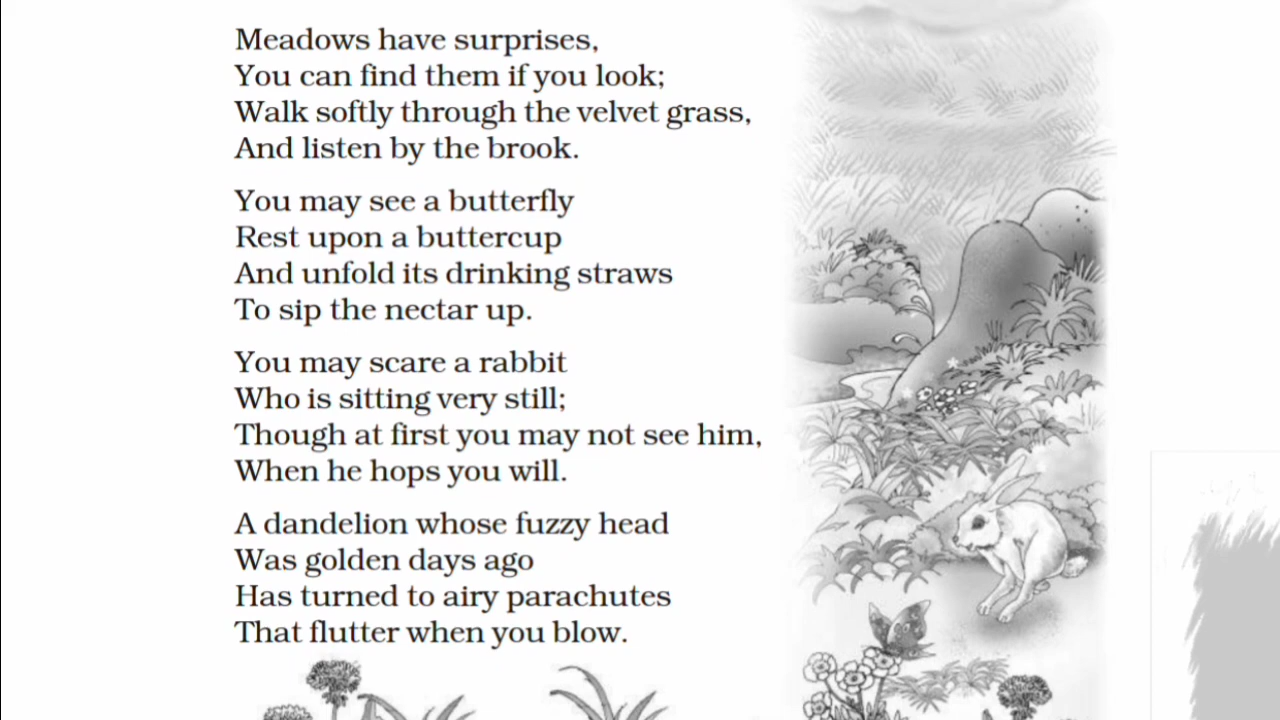 Meadows have surprises,
You can find them if you look;
Walk softly through the velvet grass,
And listen by the brook.
You may see a butterfly
Rest upon a buttercup
And unfold its drinking straws
To sip the nectar up.
You may scare a rabbit
Who is sitting very still;
Though at first you may not see him,
When he hops you will.
A dandelion whose fuzzy head
Was golden days ago
Has turned to airy parachutes
That flutter when you blow.